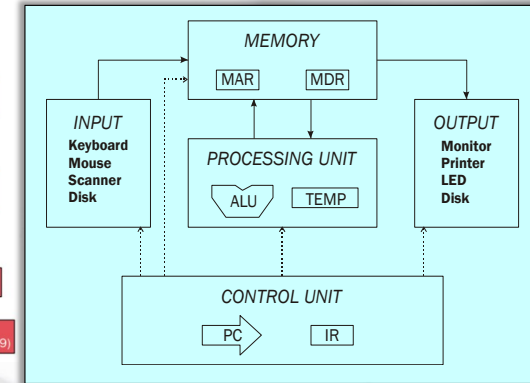 MEMORY
MAR
MDR
INPUT
Keyboard
Mouse
Scanner
Disk
PROCESSING UNIT
ALU
TEMP
OUTPUT
Monitor
Printer
LED
Disk
CONTROL UNIT
PC
IR
9)